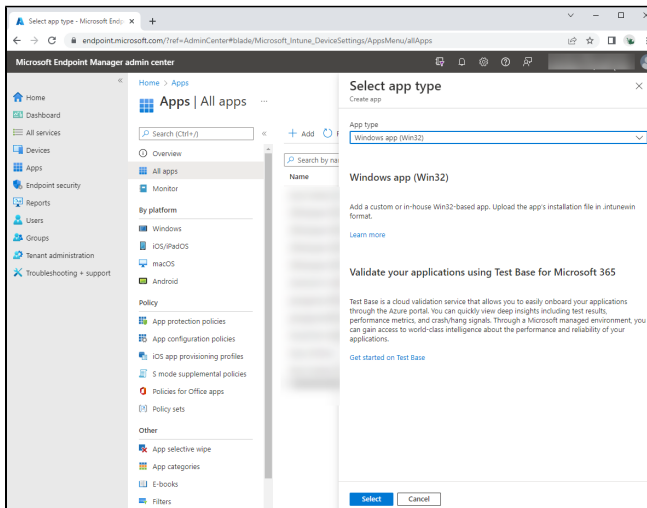 Select app type - Microsoft Endp
endpoint.microsoft.com/?ref=AdminCenter#blade/Microsoft_Intune_DeviceSettings/AppsMenu/allApps
Microsoft Endpoint Manager admin center
Home
Dashboard
All services
Devices
Apps
Endpoint security
Reports
Users
Groups
Tenant administration
Troubleshooting + support
Home > Apps
Apps | All apps ...
Search (Ctrl+/)
Overview
All apps
Monitor
By platform
Windows
iOS/iPadOS
macOS
Android
Policy
App protection policies
App configuration policies
iOS app provisioning profiles
S mode supplemental policies
Policies for Office apps
Policy sets
Other
App selective wipe
App categories
E-books
Filters
+ Add
Search by
Name
Select app type
Create app
App type
Windows app (Win32)
Windows app (Win32)
Add a custom or in-house Win32-based app. Upload the app's installation file in .intunewin
format.
Learn more
Validate your applications using Test Base for Microsoft 365
Test Base is a cloud validation service that allows you to easily onboard your applications
through the Azure portal. You can quickly view deep insights including test results,
performance metrics, and crash/hang signals. Through a Microsoft managed environment, you
can gain access to world-class intelligence about the performance and reliability of your
applications.
Get started on Test Base
Select
Cancel